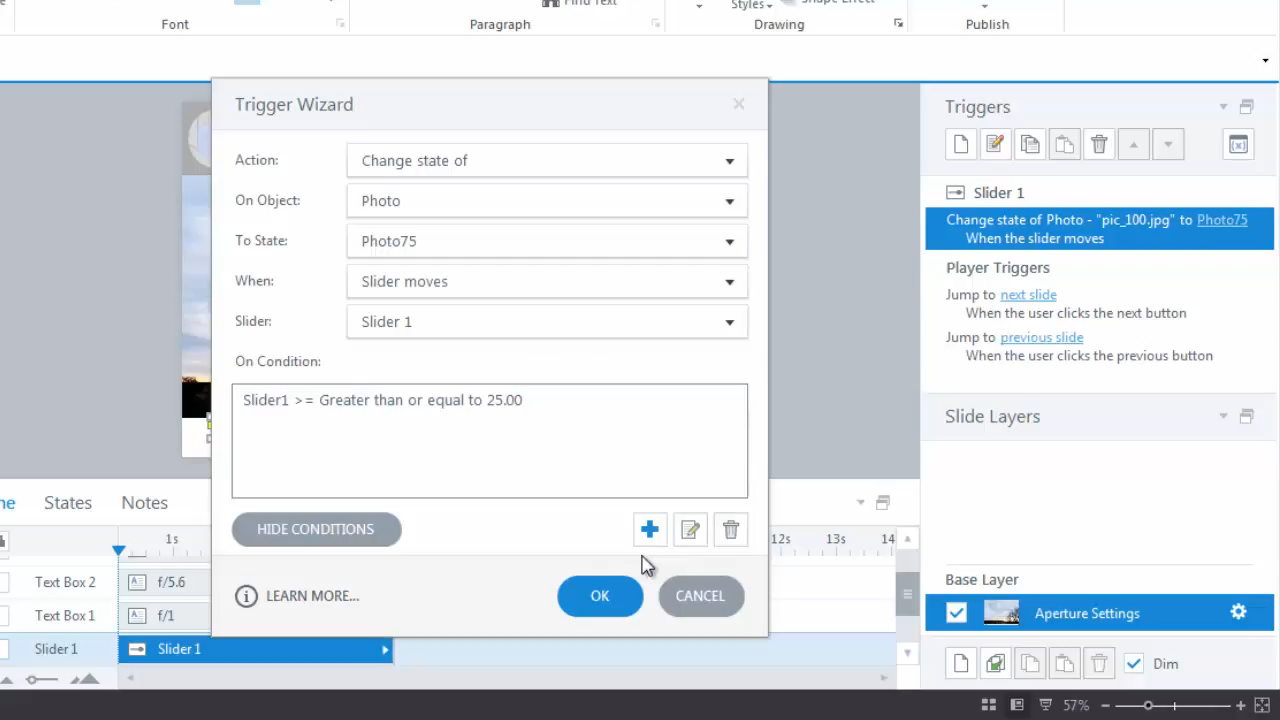 Find Text
Styles
Shape Effect
Font
Paragraph
Drawing
Publish
Trigger Wizard
Action:
Change state of
On Object:
Photo
To State:
Photo75
When:
Slider moves
Slider:
Slider 1
On Condition:
Slider1 >= Greater than or equal to 25.00
HIDE CONDITIONS
LEARN MORE...
OK
CANCEL
Triggers
Slider 1
Change state of Photo - "pic_100.jpg" to Photo75
When the slider moves
Player Triggers
Jump to next slide
When the user clicks the next button
Jump to previous slide
When the user clicks the previous button
Slide Layers
Base Layer
Aperture Settings
Dim
States
Notes
1s
12s
13s
14
Text Box 2
f/5.6
Text Box 1
f/1
Slider 1
Slider 1
57%